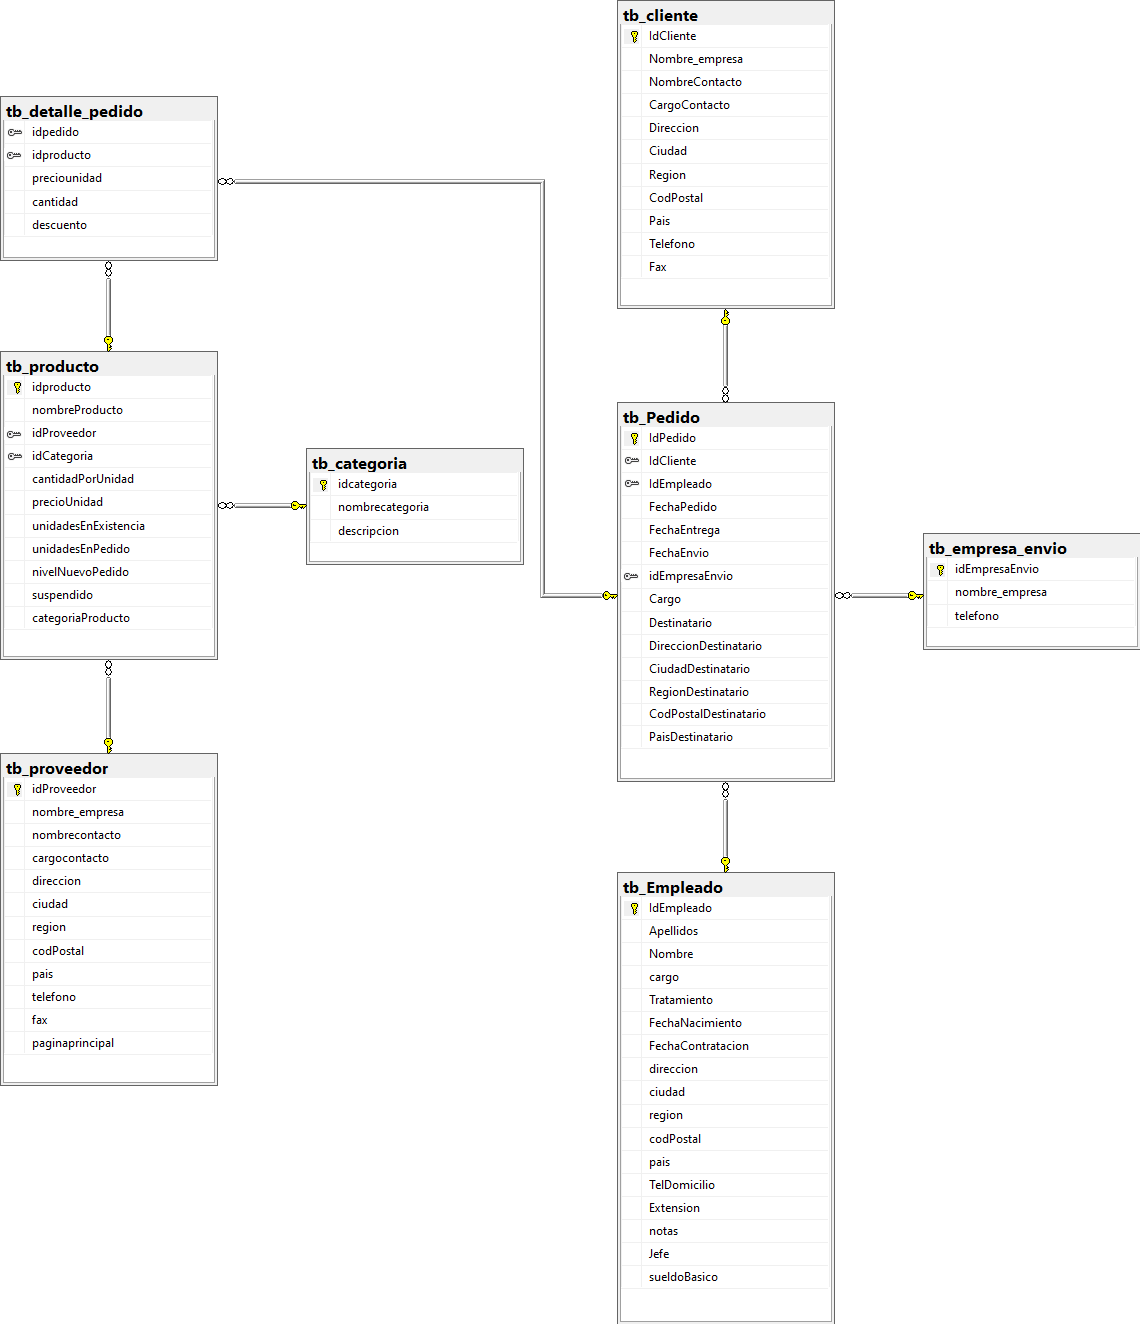 tb_cliente
IdCliente
Nombre_empresa
NombreContacto
CargoContacto
Direccion
Ciudad
Region
CodPostal
Pais
Telefono
Fax
tb_detalle_pedido
idpedido
idproducto
preciounidad
cantidad
descuento
tb_producto
idproducto
nombreProducto
idProveedor
idCategoria
cantidadPorUnidad
precioUnidad
unidadesEnExistencia
unidadesEnPedido
nivelNuevoPedido
suspendido
categoriaProducto
tb_categoria
idcategoria
nombrecategoria
descripcion
tb_Pedido
IdPedido
IdCliente
IdEmpleado
FechaPedido
FechaEntrega
FechaEnvio
idEmpresaEnvio
Cargo
Destinatario
DireccionDestinatario
CiudadDestinatario
RegionDestinatario
CodPostalDestinatario
PaisDestinatario
tb_empresa_envio
idEmpresaEnvio
nombre_empresa
telefono
tb_proveedor
idProveedor
nombre_empresa
nombrecontacto
cargocontacto
direccion
ciudad
region
codPostal
pais
telefono
fax
paginaprincipal
tb_Empleado
IdEmpleado
Apellidos
Nombre
cargo
Tratamiento
FechaNacimiento
FechaContratacion
direccion
ciudad
region
codPostal
pais
TelDomicilio
Extension
notas
Jefe
sueldoBasico